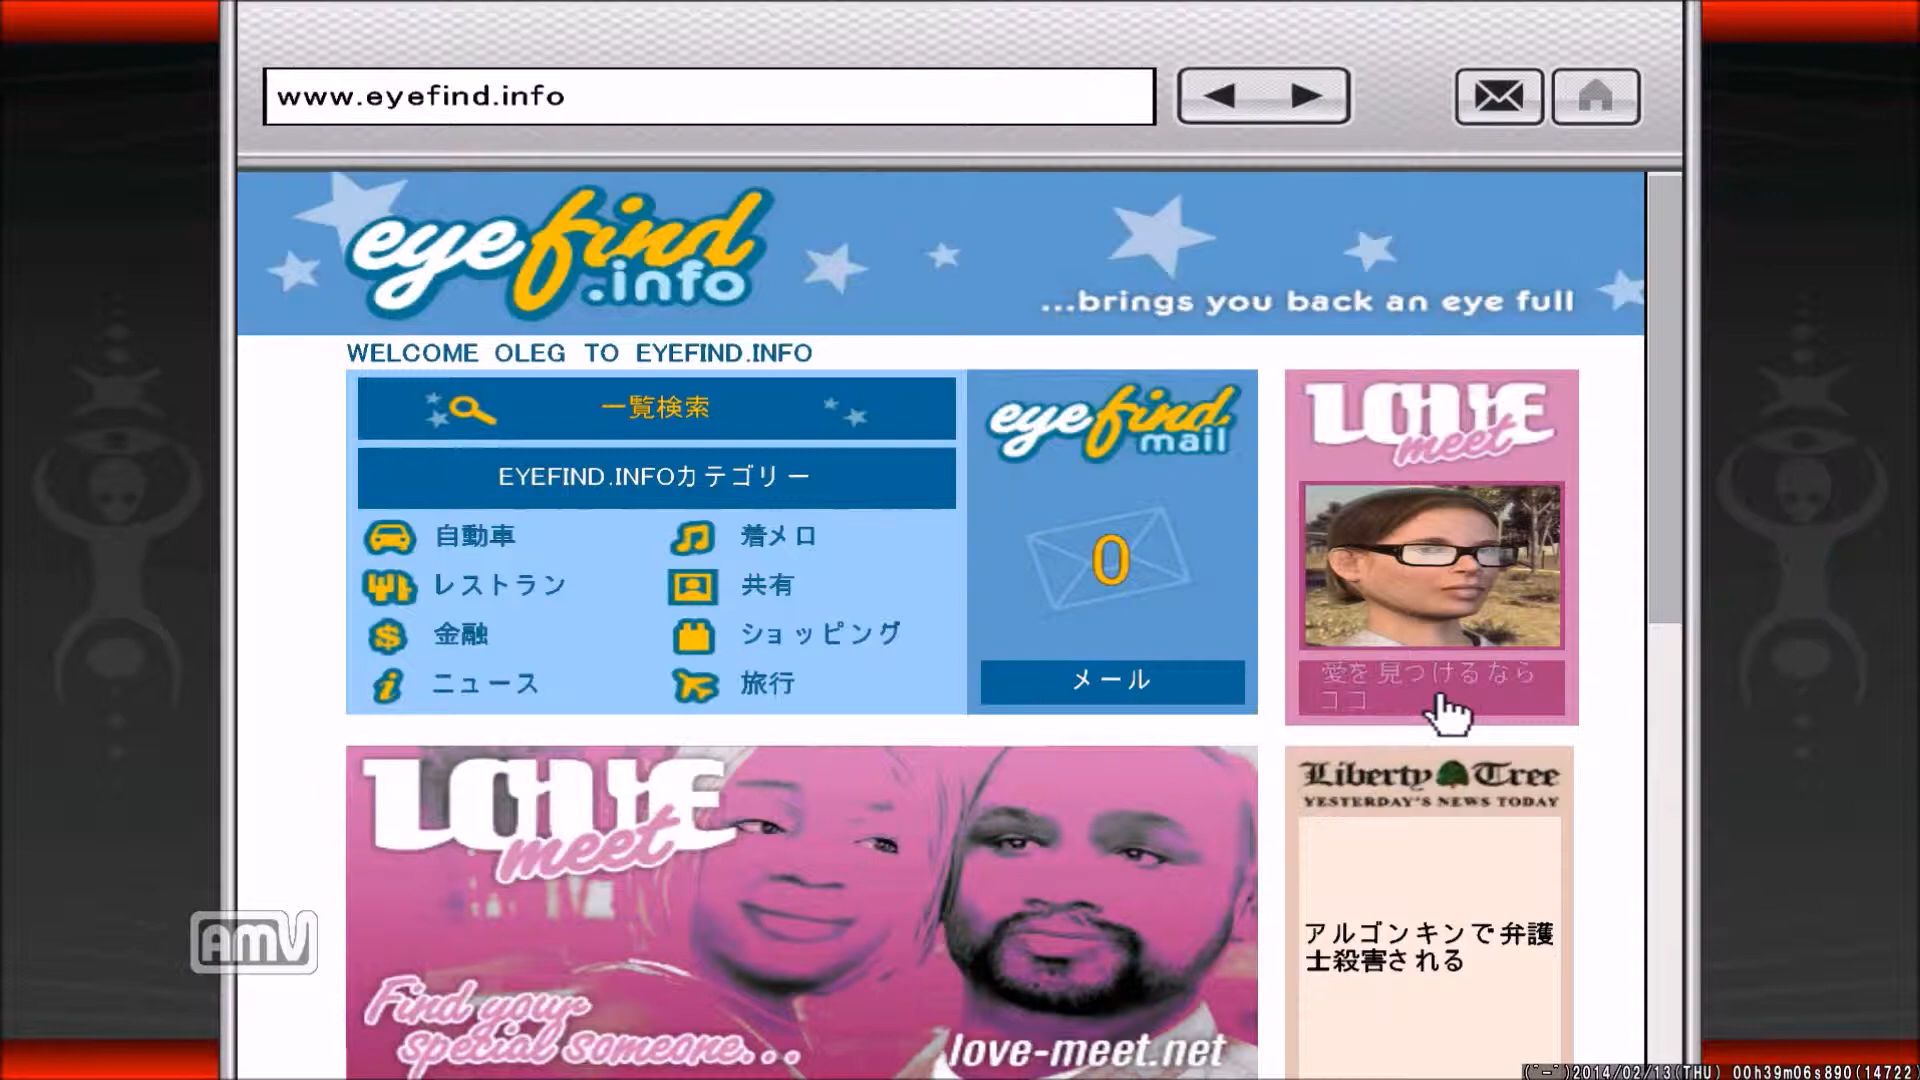 www.eyefind.info
eyefind
.info
...brings you back an eye full
WELCOME OLEG TO EYEFIND.INFO
一覧検索
EYEFIND.INFOカテゴリー
自動車
着メロ
レストラン
共有
金融
ショッピング
ニュース
旅行
eyefind
mail
0
メール
LOVE
meet
愛を見つけるなら
ココ
LOVE
meet
Find your
special someone...
love-meet.net
Liberty Tree
YESTERDAY'S NEWS TODAY
アルゴンキンで弁護
士殺害される
AMV
(ˉ-ˉ)2014/02/13(THU) 00h39m06s890(14722)